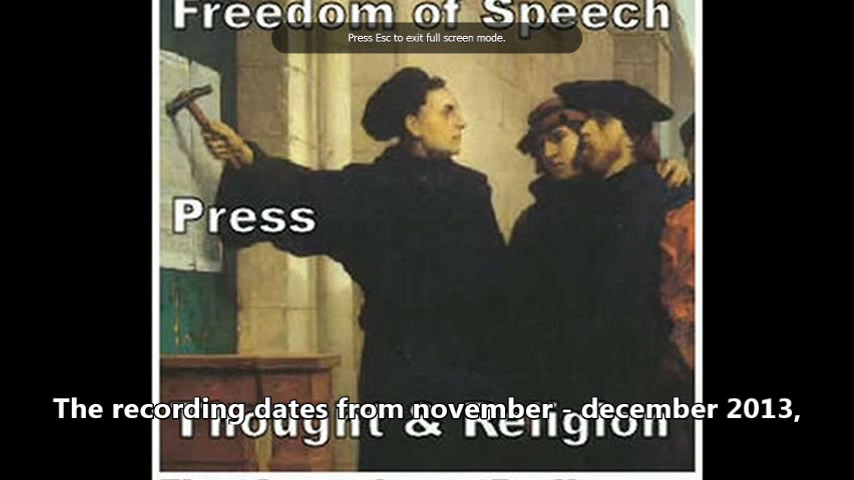 Freedom of Speech
Press Esc to exit full screen mode.
Press
The recording dates from november - december 2013,
Thought & Religion